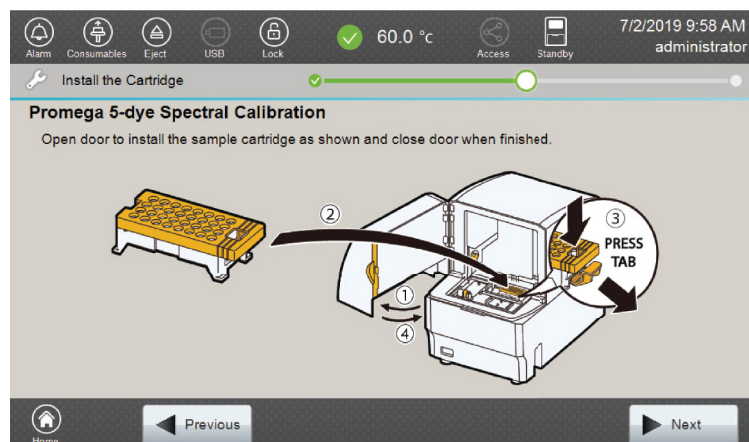 Alarm
Consumables
Eject
USB
Lock
60.0 °c
Access
Standby
7/2/2019 9:58 AM
administrator
Install the Cartridge
Promega 5-dye Spectral Calibration
Open door to install the sample cartridge as shown and close door when finished.
②
③
PRESS
TAB
①
④
Home
Previous
Next